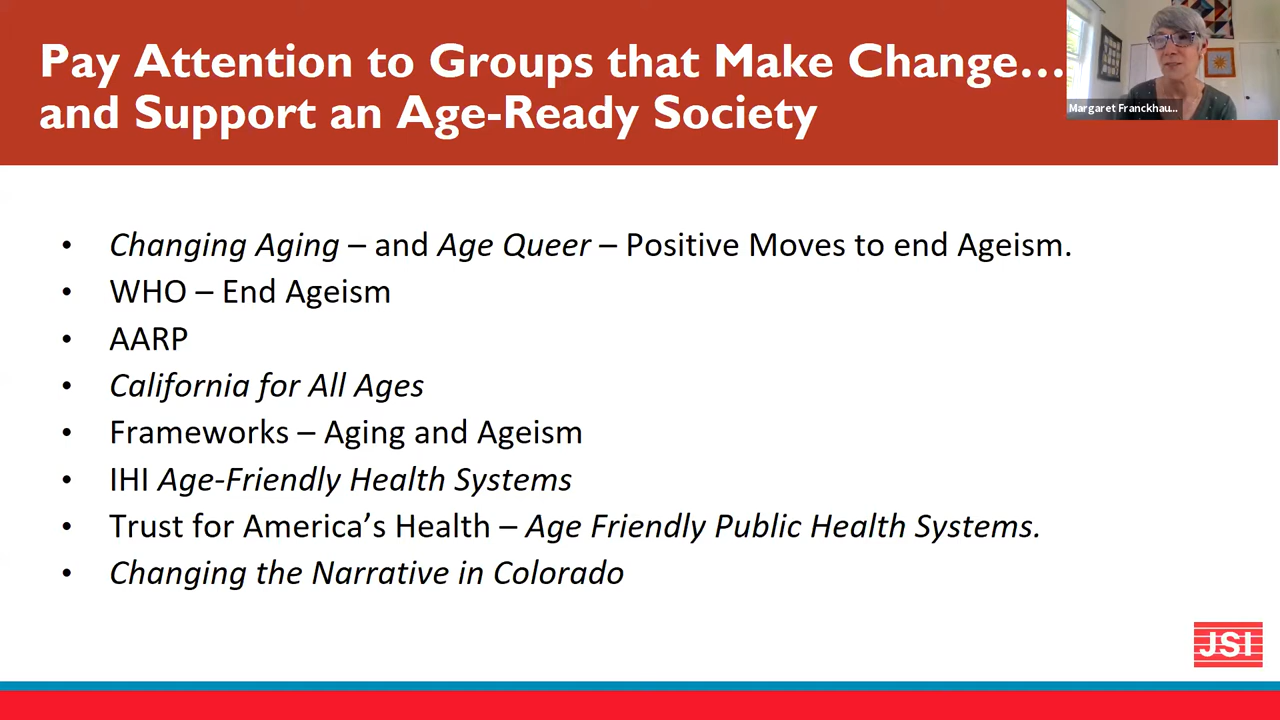 Pay Attention to Groups that Make Change…
and Support an Age-Ready Society
Margaret Franckhau...
• Changing Aging – and Age Queer – Positive Moves to end Ageism.
• WHO – End Ageism
• AARP
• California for All Ages
• Frameworks – Aging and Ageism
• IHI Age-Friendly Health Systems
• Trust for America’s Health – Age Friendly Public Health Systems.
• Changing the Narrative in Colorado
JSI